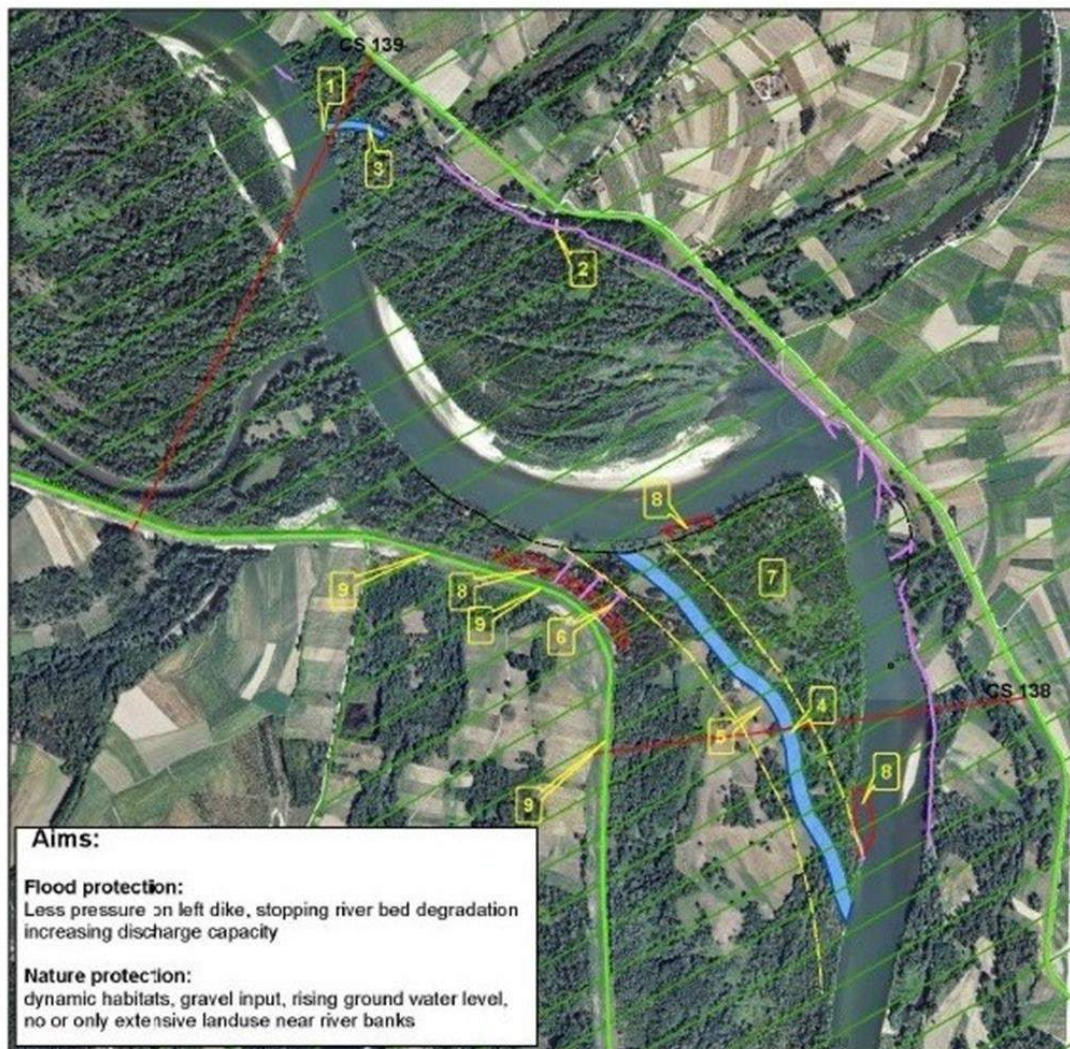 CS 139
1
3
2
8
7
9
8
9
6
4
5
CS 138
8
9
Aims:
Flood protection:
Less pressure on left dike, stopping river bed degradation
increasing discharge capacity
Nature protection:
dynamic habitats, gravel input, rising ground water level,
no or only extensive landuse near river banks